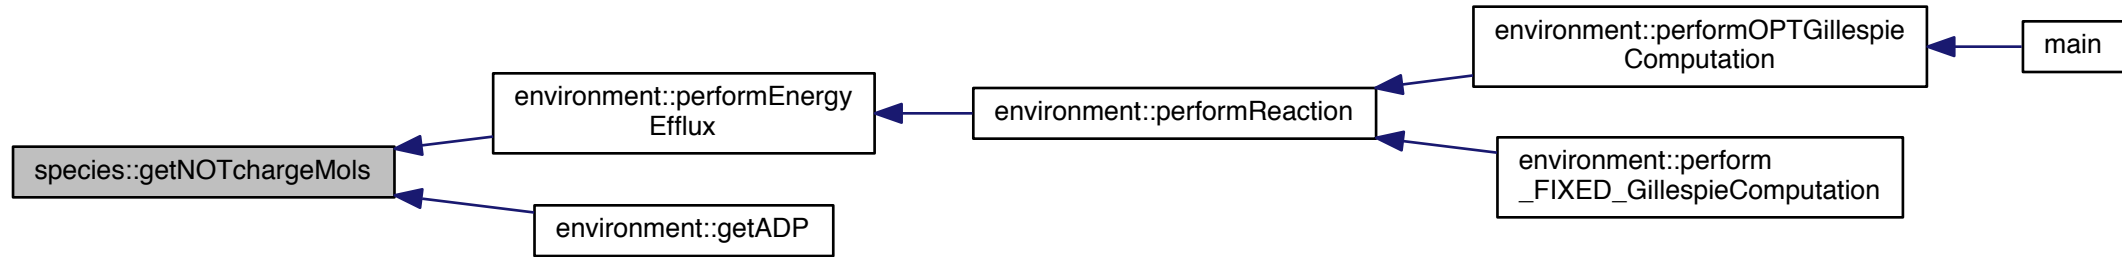 species::getNOTchargeMols
environment::performEnergy
Efflux
environment::getADP
environment::performReaction
environment::performOPTGillespie
Computation
environment::perform
_FIXED_GillespieComputation
main